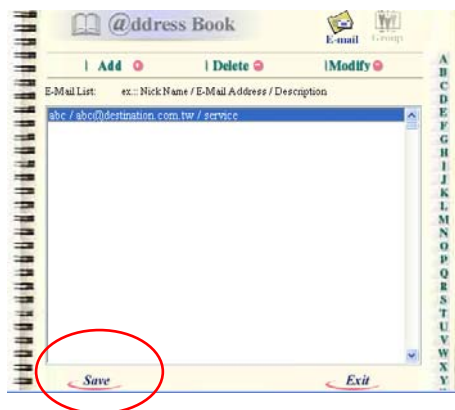 @ddress Book
E-mail
Group
| Add
| Delete
| Modify
E-Mail List: ex.: Nick Name / E-Mail Address / Description
abc / abc@destination.com.tw / service
A
B
C
D
E
F
G
H
I
J
K
L
M
N
O
P
Q
R
S
T
U
V
W
X
Y
Save
Exit